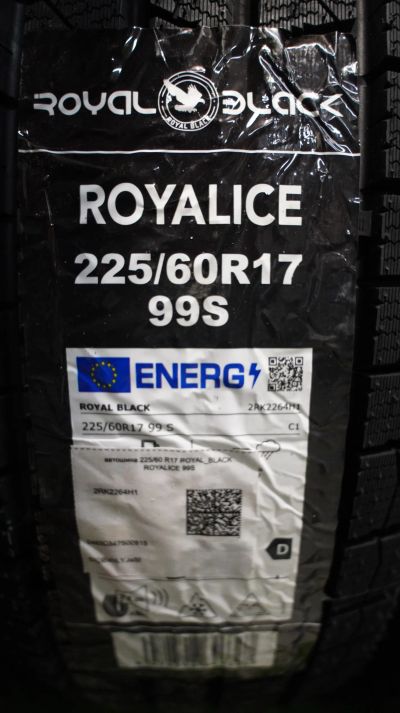 ROYAL BLACK
ROYAL BLACK
ROYALICE
225/60R17
99S
ENERG
ROYAL BLACK 2RK2264H1
225/60R17 99 S C1
автошина 225/60 R17 ROYAL_BLACK
ROYALICE 99S
2RK2264H1
D